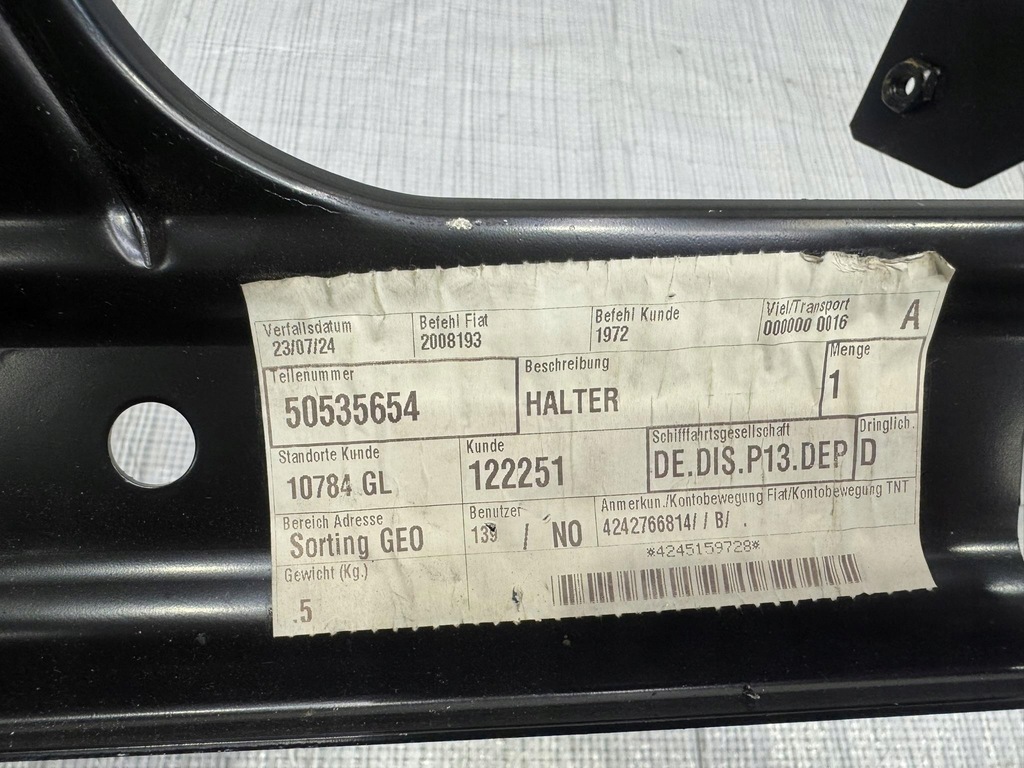 Verfallsdatum
23/07/24
Befehl Fiat
2008193
Befehl Kunde
1972
Viel/Transport
000000 0016
A
Teilenummer
50535654
Beschreibung
HALTER
Menge
1
Standorte Kunde
10784 GL
Kunde
122251
Schifffahrtsgesellschaft
DE.DIS.P13.DEP
Dringlich.
D
Bereich Adresse
Sorting GEO
Benutzer
139 / NO
Anmerkun./Kontobewegung Fiat/Kontobewegung TNT
4242766814/ / B/ .
Gewicht (Kg.)
.5
*4245159728*